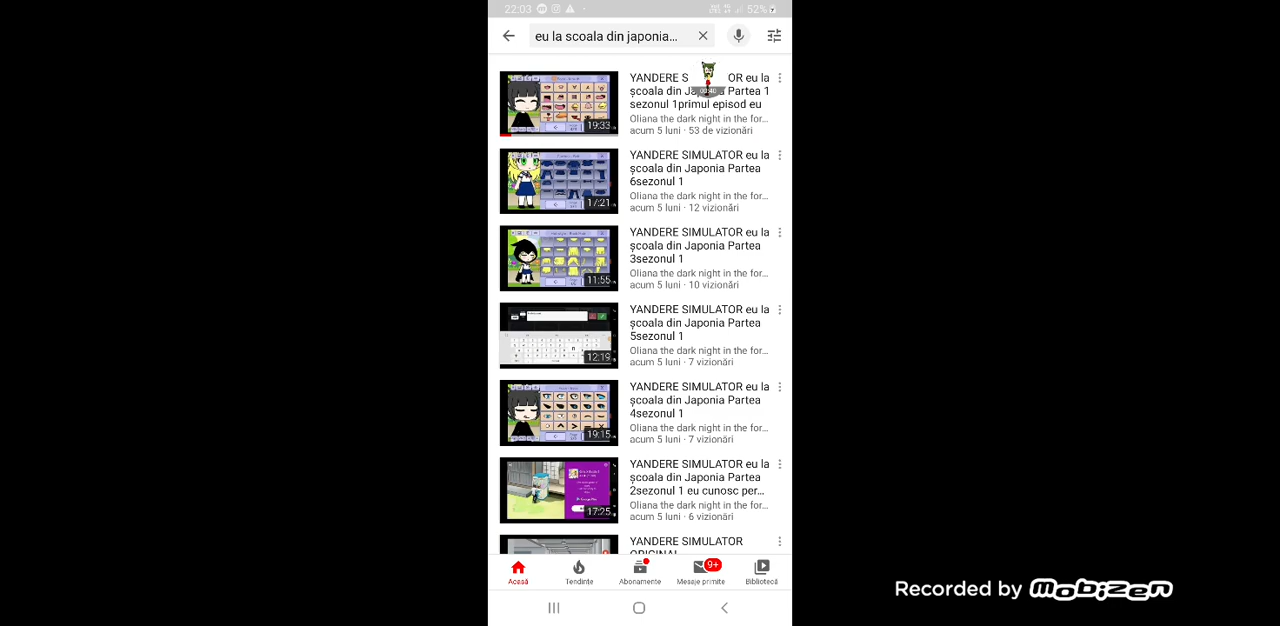 22:03
52%
eu la scoala din japonia...
YANDERE S OR eu la
școala din Ja onia Partea 1
sezonul 1primul episod eu
Oliana the dark night in the for...
acum 5 luni · 53 de vizionări
19:33
00:40
YANDERE SIMULATOR eu la
școala din Japonia Partea
6sezonul 1
Oliana the dark night in the for...
acum 5 luni · 12 vizionări
17:21
YANDERE SIMULATOR eu la
școala din Japonia Partea
3sezonul 1
Oliana the dark night in the for...
acum 5 luni · 10 vizionări
11:55
YANDERE SIMULATOR eu la
școala din Japonia Partea
5sezonul 1
Oliana the dark night in the for...
acum 5 luni · 7 vizionări
12:19
YANDERE SIMULATOR eu la
școala din Japonia Partea
4sezonul 1
Oliana the dark night in the for...
acum 5 luni · 7 vizionări
19:15
YANDERE SIMULATOR eu la
școala din Japonia Partea
2sezonul 1 eu cunosc per...
Oliana the dark night in the for...
acum 5 luni · 6 vizionări
17:25
YANDERE SIMULATOR
ORIGINAL
9+
Acasă
Tendințe
Abonamente
Mesaje primite
Bibliotecă
Recorded by MOBIZEN